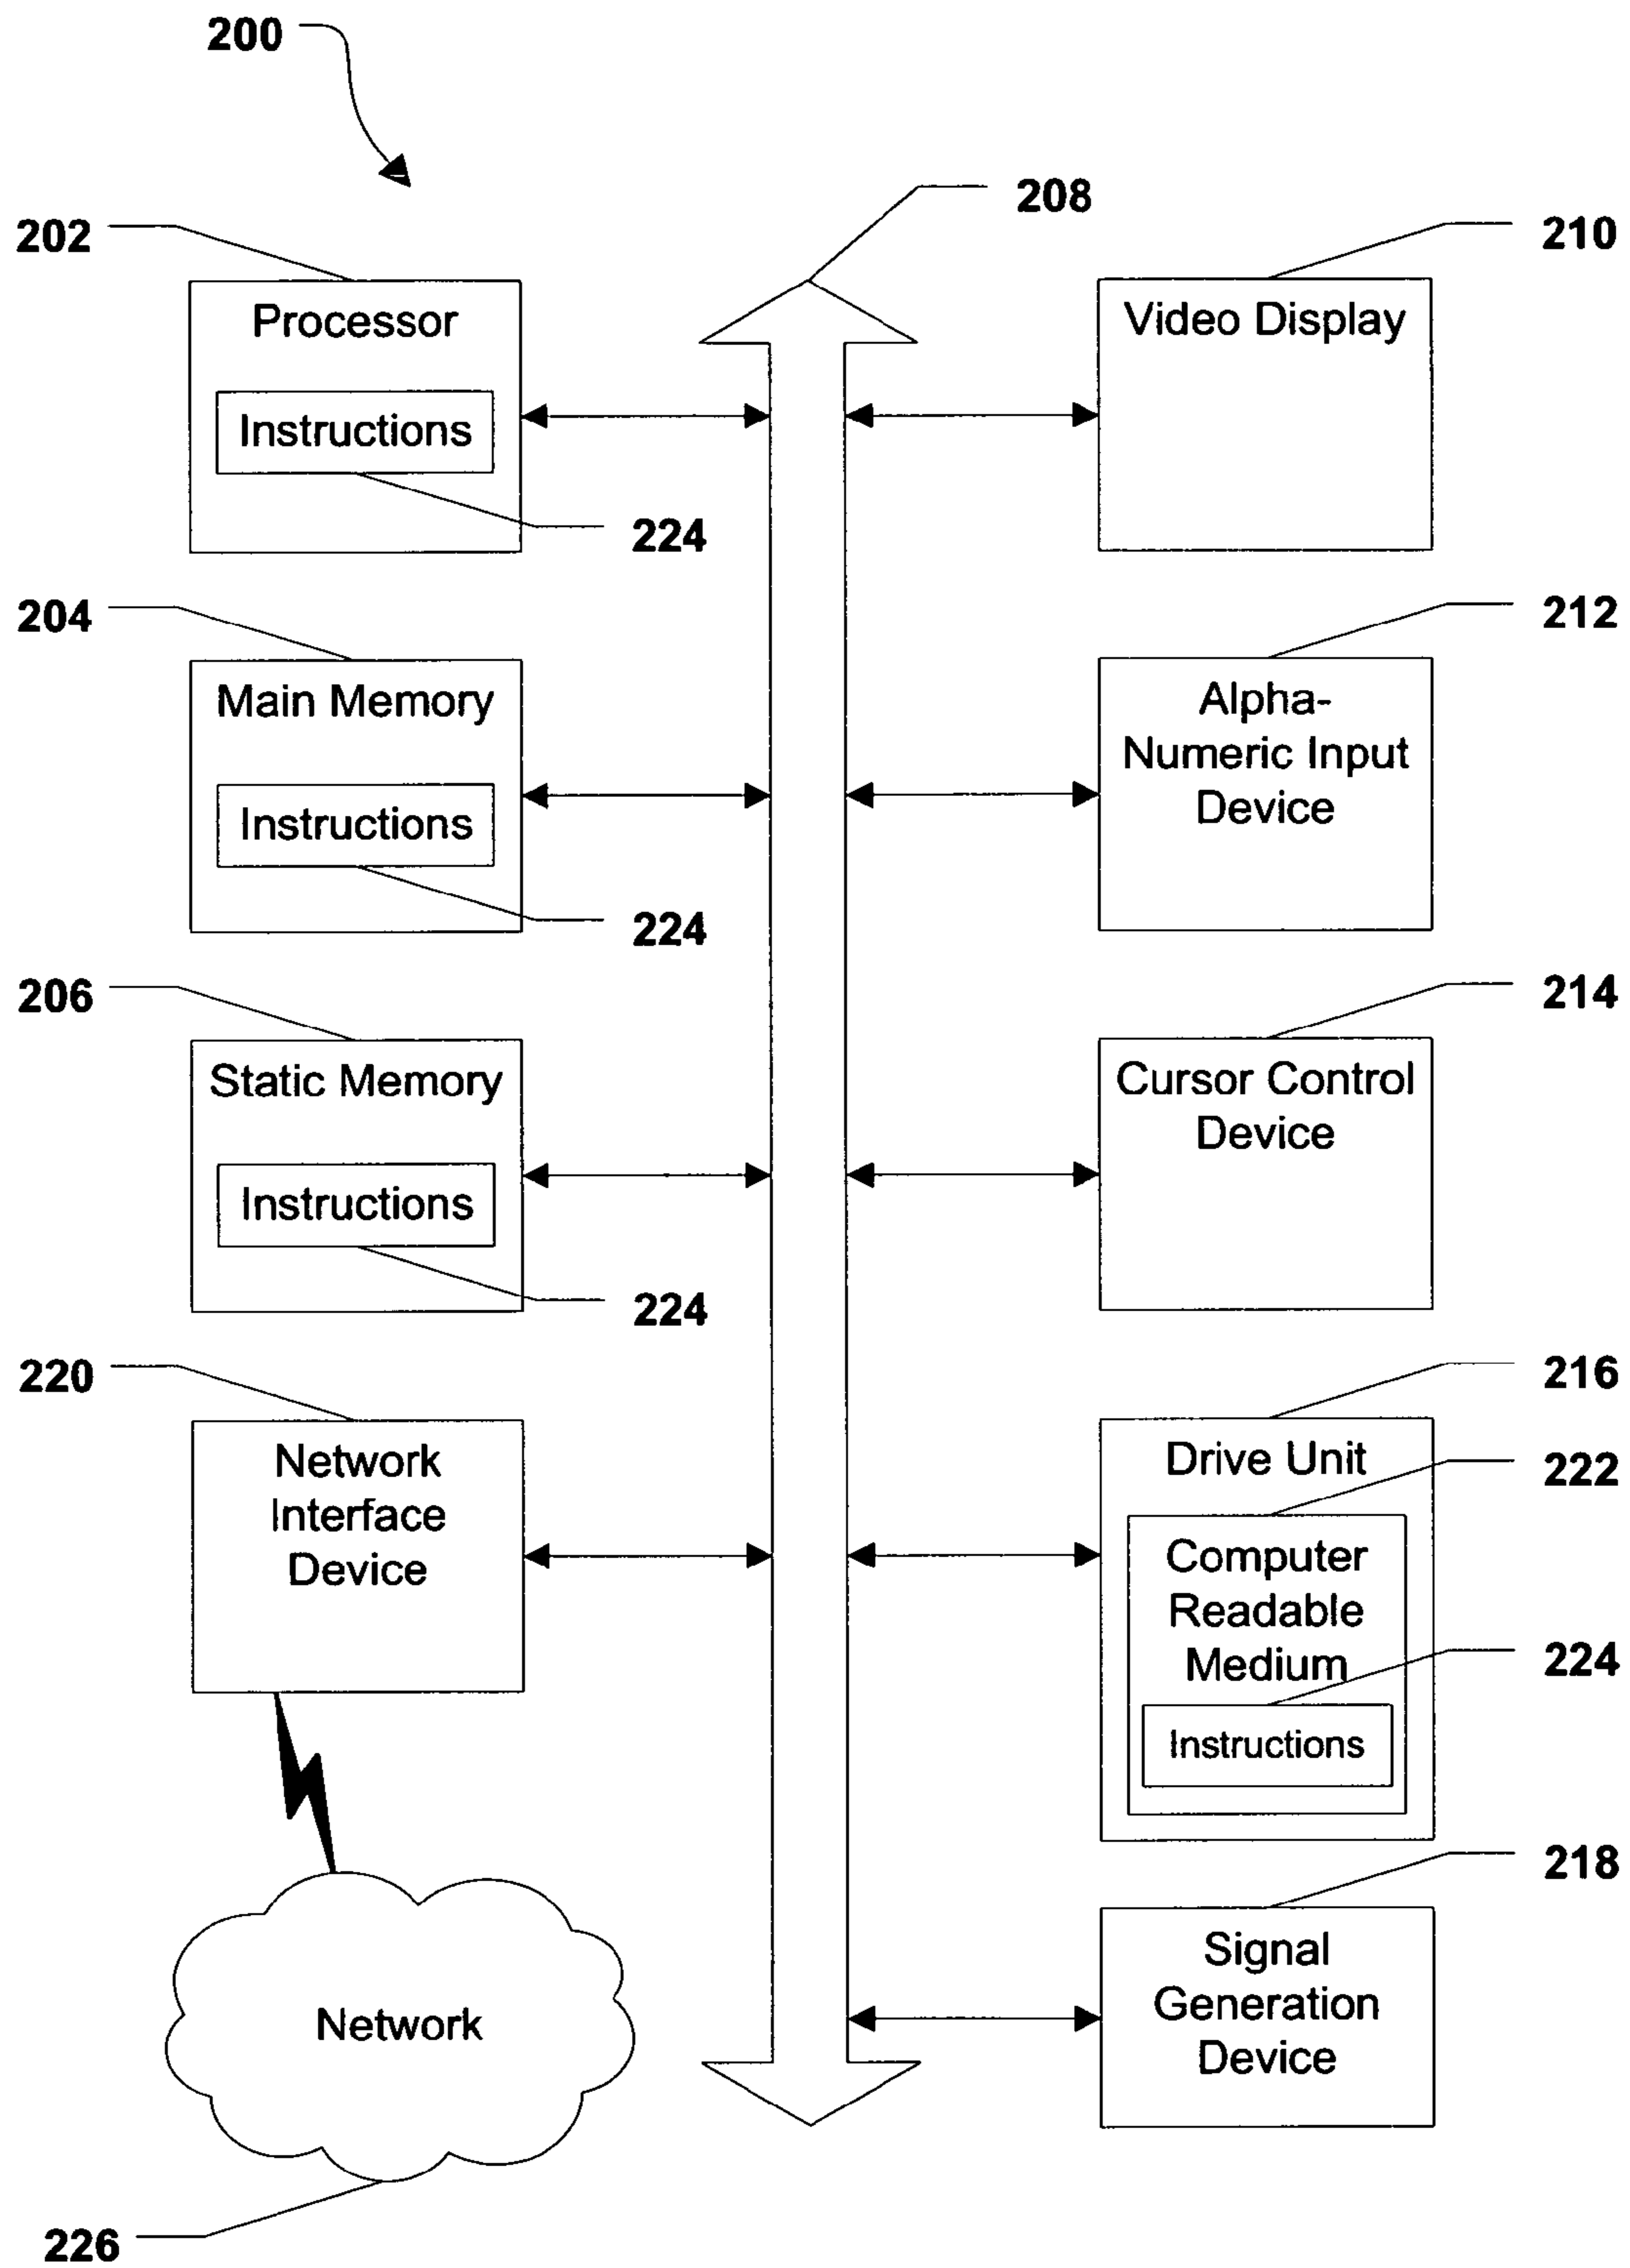 200
208
202
210
Processor
Instructions
224
Video Display
204
212
Main Memory
Instructions
224
Alpha-
Numeric Input
Device
206
214
Static Memory
Instructions
224
Cursor Control
Device
220
216
Network
Interface
Device
Drive Unit
222
Computer
Readable
Medium
224
Instructions
218
Signal
Generation
Device
Network
226